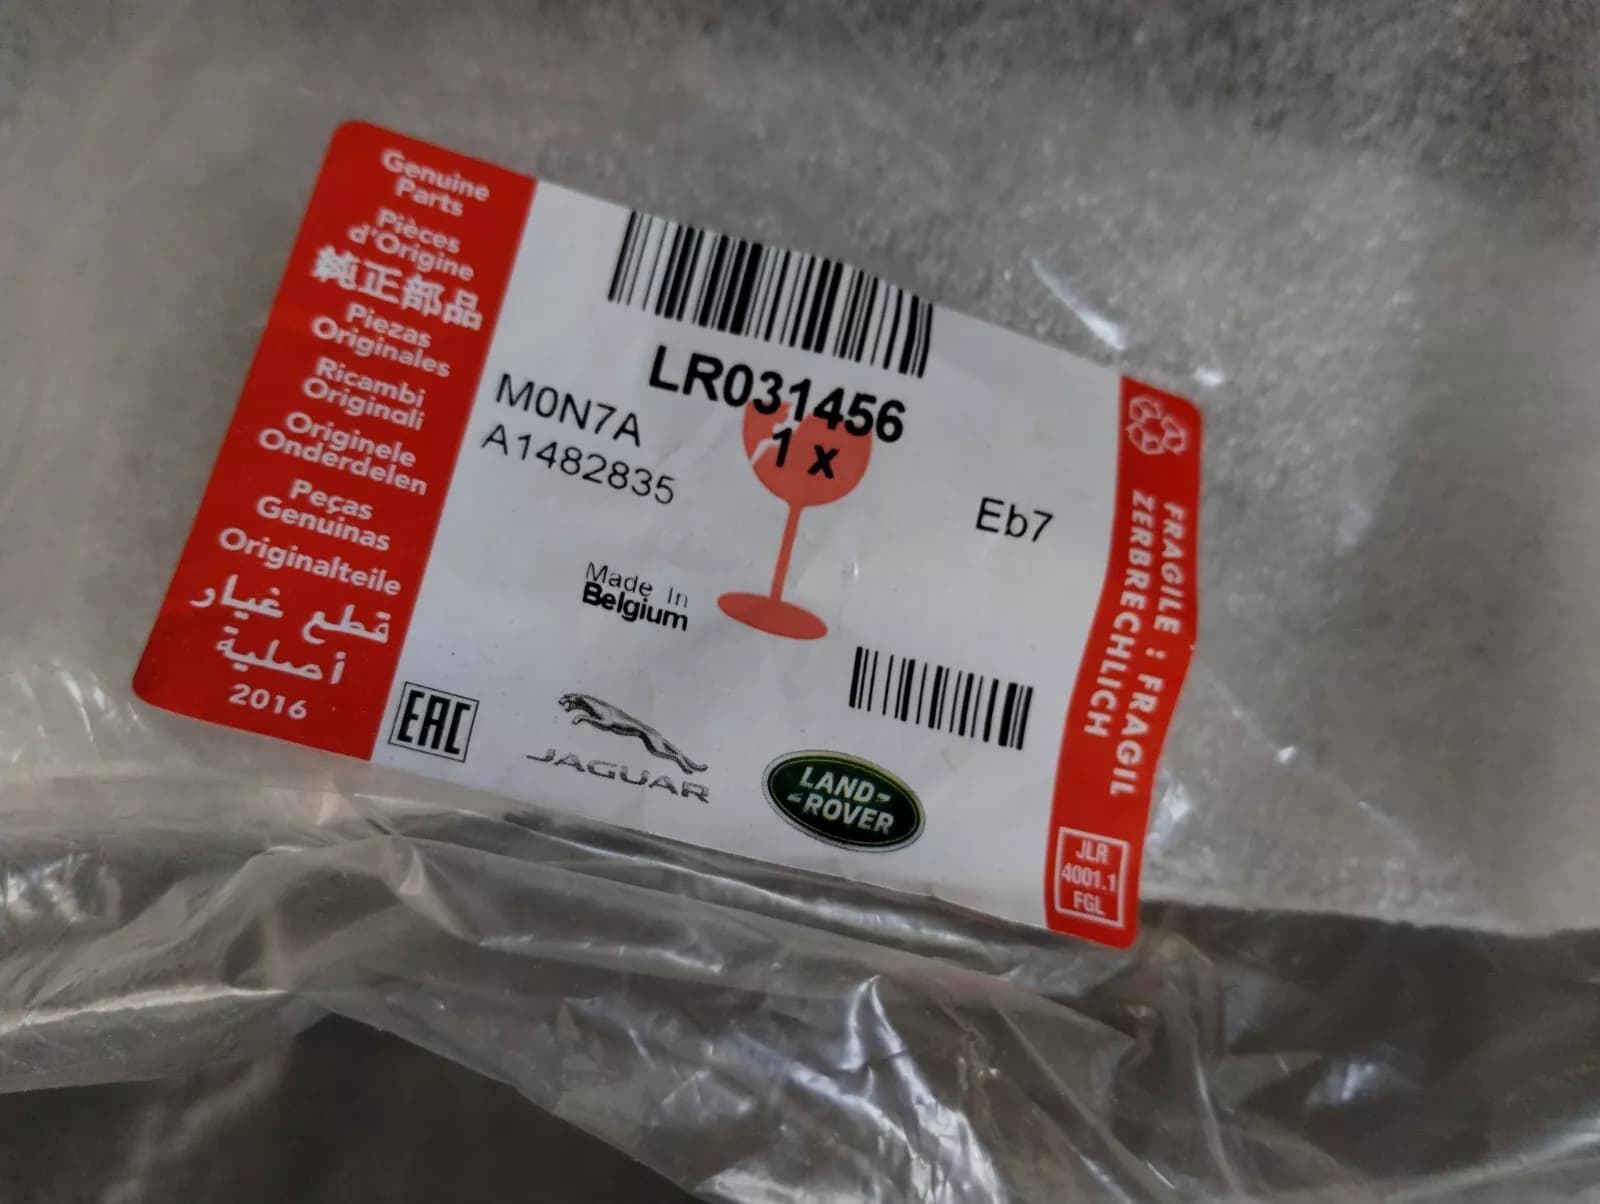 Genuine
Parts
Pièces
d'Origine
純正部品
Piezas
Originales
Ricambi
Originali
Originele
Onderdelen
Peças
Genuinas
Originalteile
قطع غيار
أصلية
2016
LR031456
1 x
M0N7A
A1482835
Eb7
Made In
Belgium
EAC
JAGUAR
LAND-
-ROVER
FRAGILE : FRAGIL
ZERBRECHLICH
JLR
4001.1
FGL